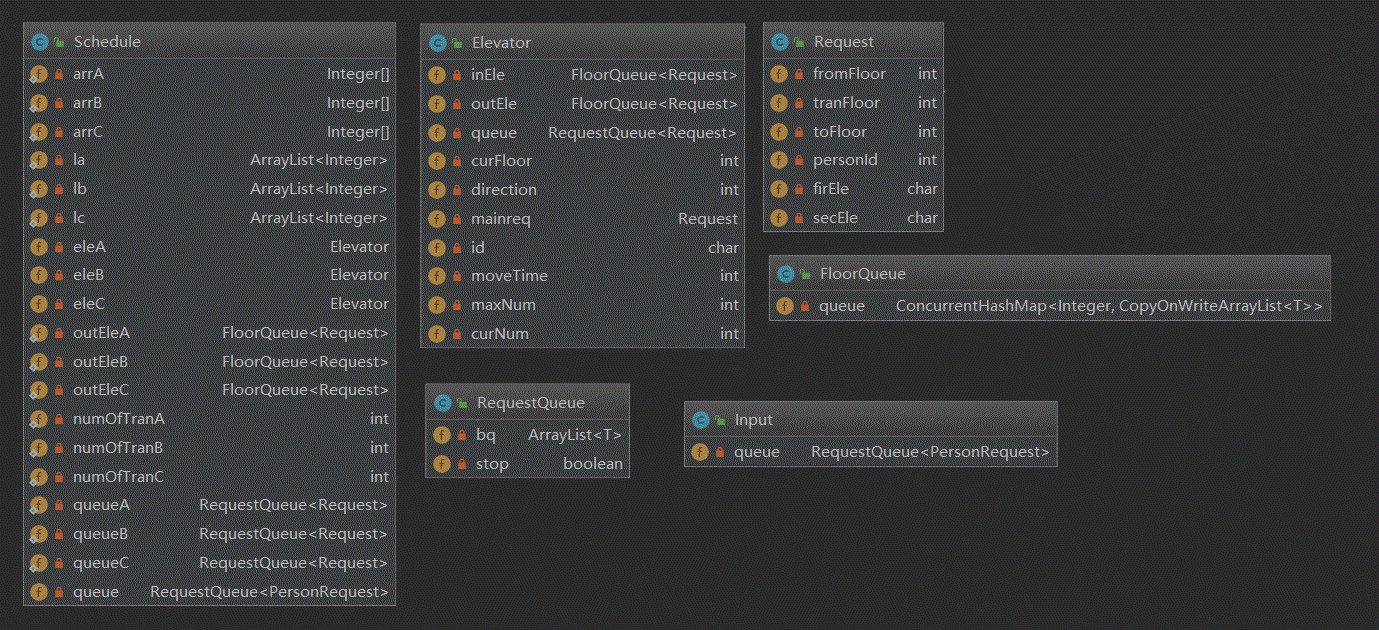 Schedule
arrA Integer[]
arrB Integer[]
arrC Integer[]
la ArrayList<Integer>
lb ArrayList<Integer>
lc ArrayList<Integer>
eleA Elevator
eleB Elevator
eleC Elevator
outEleA FloorQueue<Request>
outEleB FloorQueue<Request>
outEleC FloorQueue<Request>
numOfTranA int
numOfTranB int
numOfTranC int
queueA RequestQueue<Request>
queueB RequestQueue<Request>
queueC RequestQueue<Request>
queue RequestQueue<PersonRequest>
Elevator
inEle FloorQueue<Request>
outEle FloorQueue<Request>
queue RequestQueue<Request>
curFloor int
direction int
mainreq Request
id char
moveTime int
maxNum int
curNum int
Request
fromFloor int
tranFloor int
toFloor int
personId int
firEle char
secEle char
FloorQueue
queue ConcurrentHashMap<Integer, CopyOnWriteArrayList<T>>
RequestQueue
bq ArrayList<T>
stop boolean
Input
queue RequestQueue<PersonRequest>